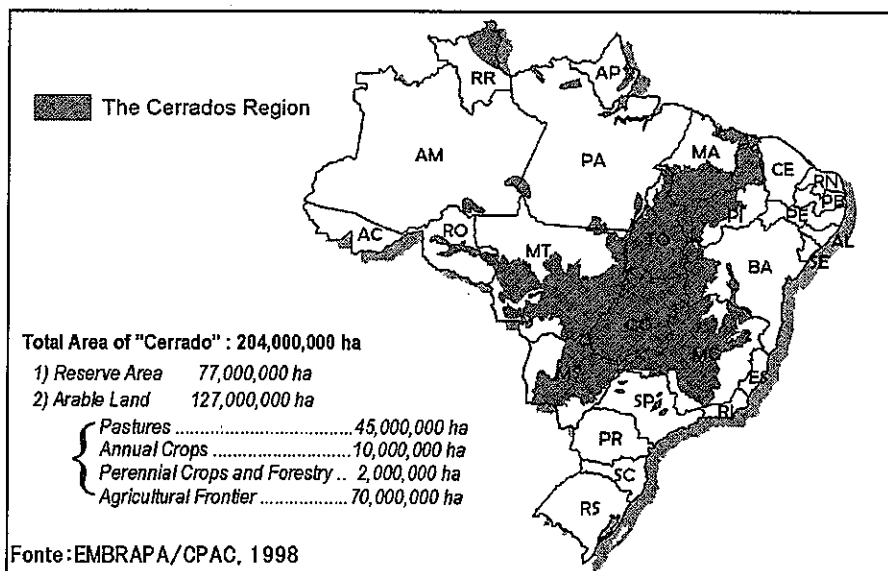 The Cerrados Region
RR
AP
AM
PA
MA
CE
RN
PB
PI
PE
AL
SE
AC
RO
MT
TO
BA
GO
MG
MS
ES
SP
RJ
PR
SC
RS
Total Area of "Cerrado" : 204,000,000 ha
1) Reserve Area 77,000,000 ha
2) Arable Land 127,000,000 ha
Pastures ................................45,000,000 ha
Annual Crops .......................10,000,000 ha
Perennial Crops and Forestry .. 2,000,000 ha
Agricultural Frontier .................70,000,000 ha
Fonte:EMBRAPA/CPAC, 1998